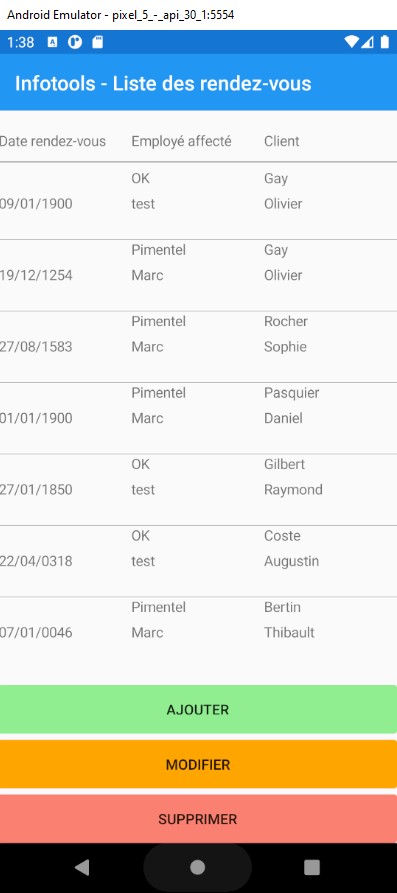 Android Emulator - pixel_5_-_api_30_1:5554
1:38
Infotools - Liste des rendez-vous
Date rendez-vous Employé affecté Client
OK Gay
09/01/1900 test Olivier
Pimentel Gay
19/12/1254 Marc Olivier
Pimentel Rocher
27/08/1583 Marc Sophie
Pimentel Pasquier
01/01/1900 Marc Daniel
OK Gilbert
27/01/1850 test Raymond
OK Coste
22/04/0318 test Augustin
Pimentel Bertin
07/01/0046 Marc Thibault
AJOUTER
MODIFIER
SUPPRIMER